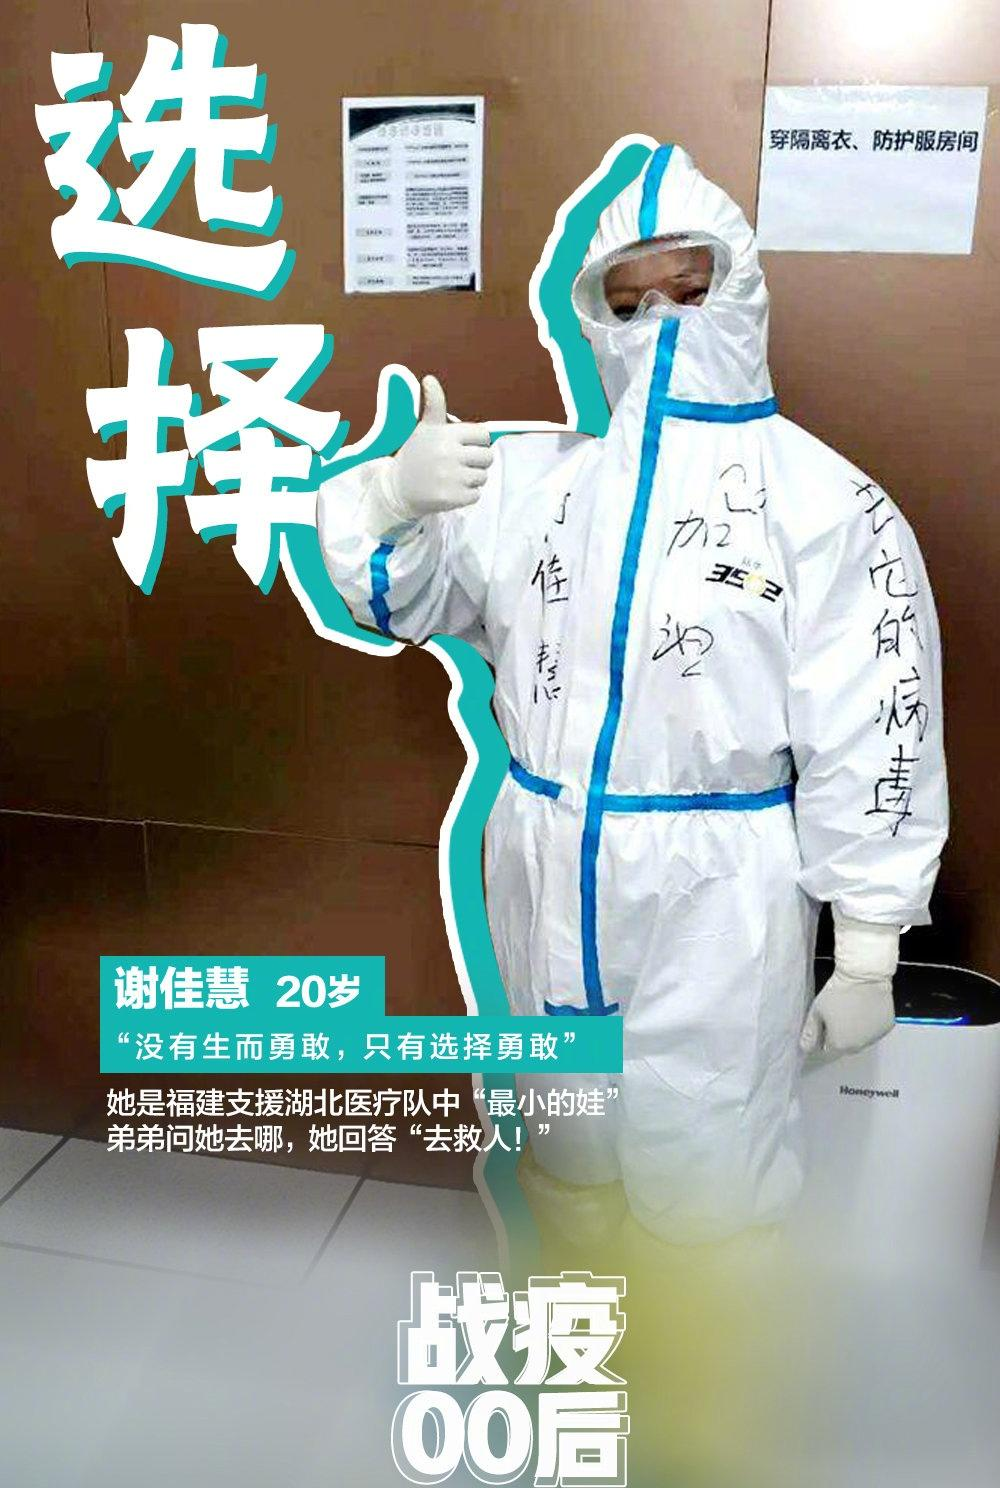 选择
穿隔离衣、防护服房间
佳慧
加
3502
去它的病毒
谢佳慧 20岁
“没有生而勇敢，只有选择勇敢”
她是福建支援湖北医疗队中“最小的娃”
弟弟问她去哪，她回答“去救人！”
Honeywell
战疫
00后